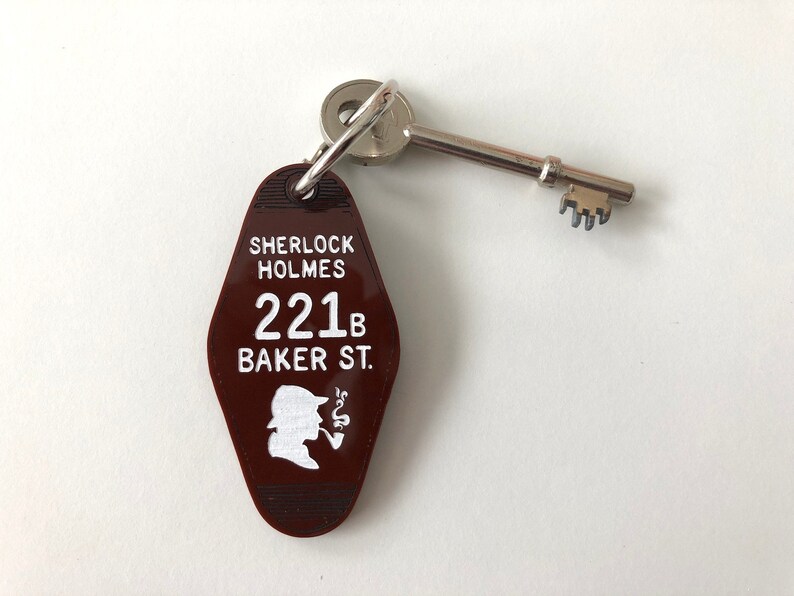 SHERLOCK
HOLMES
221B
BAKER ST.